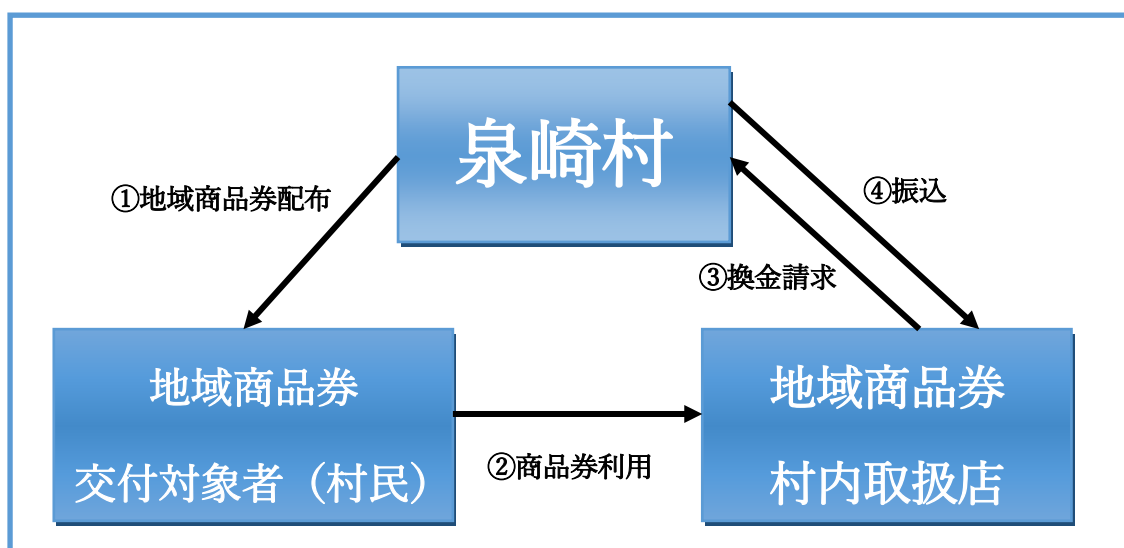 泉崎村
①地域商品券配布
④振込
③換金請求
地域商品券
交付対象者（村民）
②商品券利用
地域商品券
村内取扱店